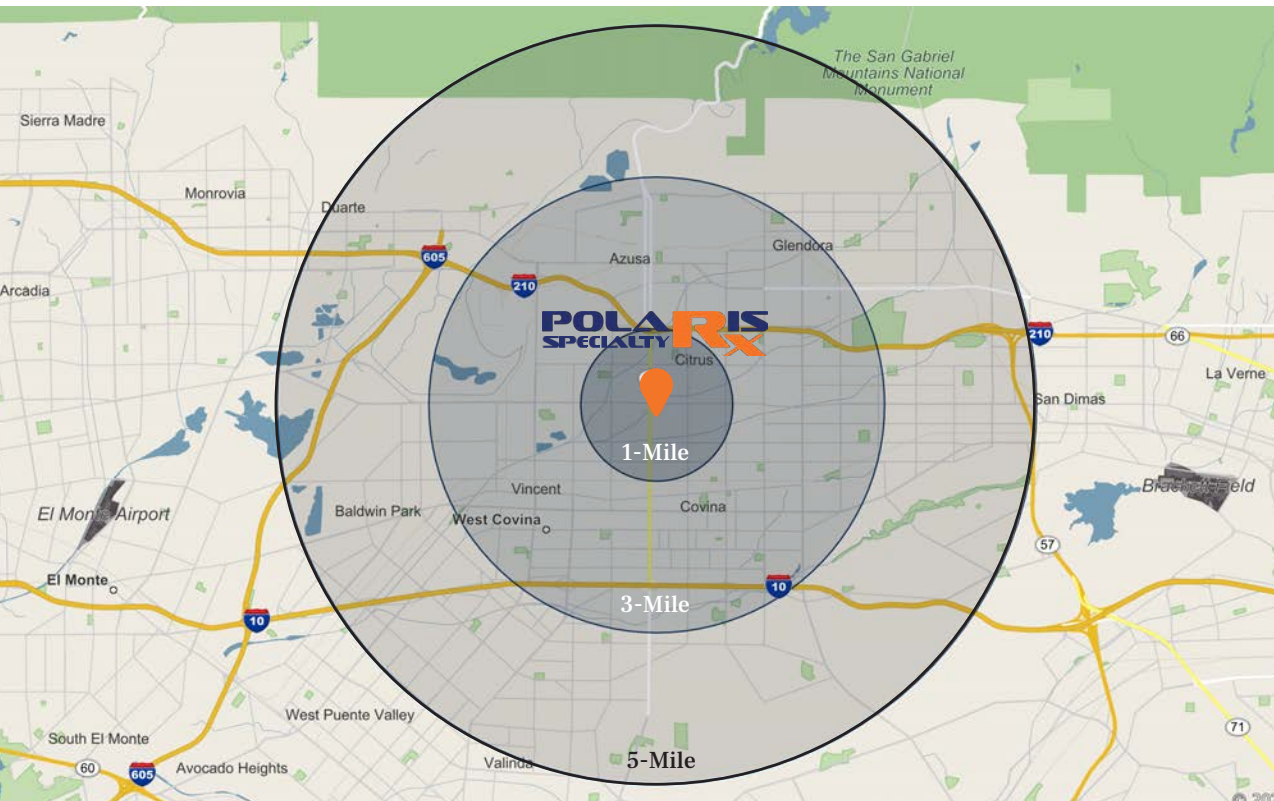 The San Gabriel
Mountains National
Monument
Sierra Madre
Monrovia
Duarte
605
Azusa
Glendora
210
Arcadia
POLARIS
SPECIALTY RX
210
66
Citrus
La Verne
San Dimas
1-Mile
Vincent
Covina
Baldwin Park
West Covina
Brackett Field
El Monte Airport
57
El Monte
10
3-Mile
10
West Puente Valley
71
South El Monte
60
605
Avocado Heights
Valinda
5-Mile